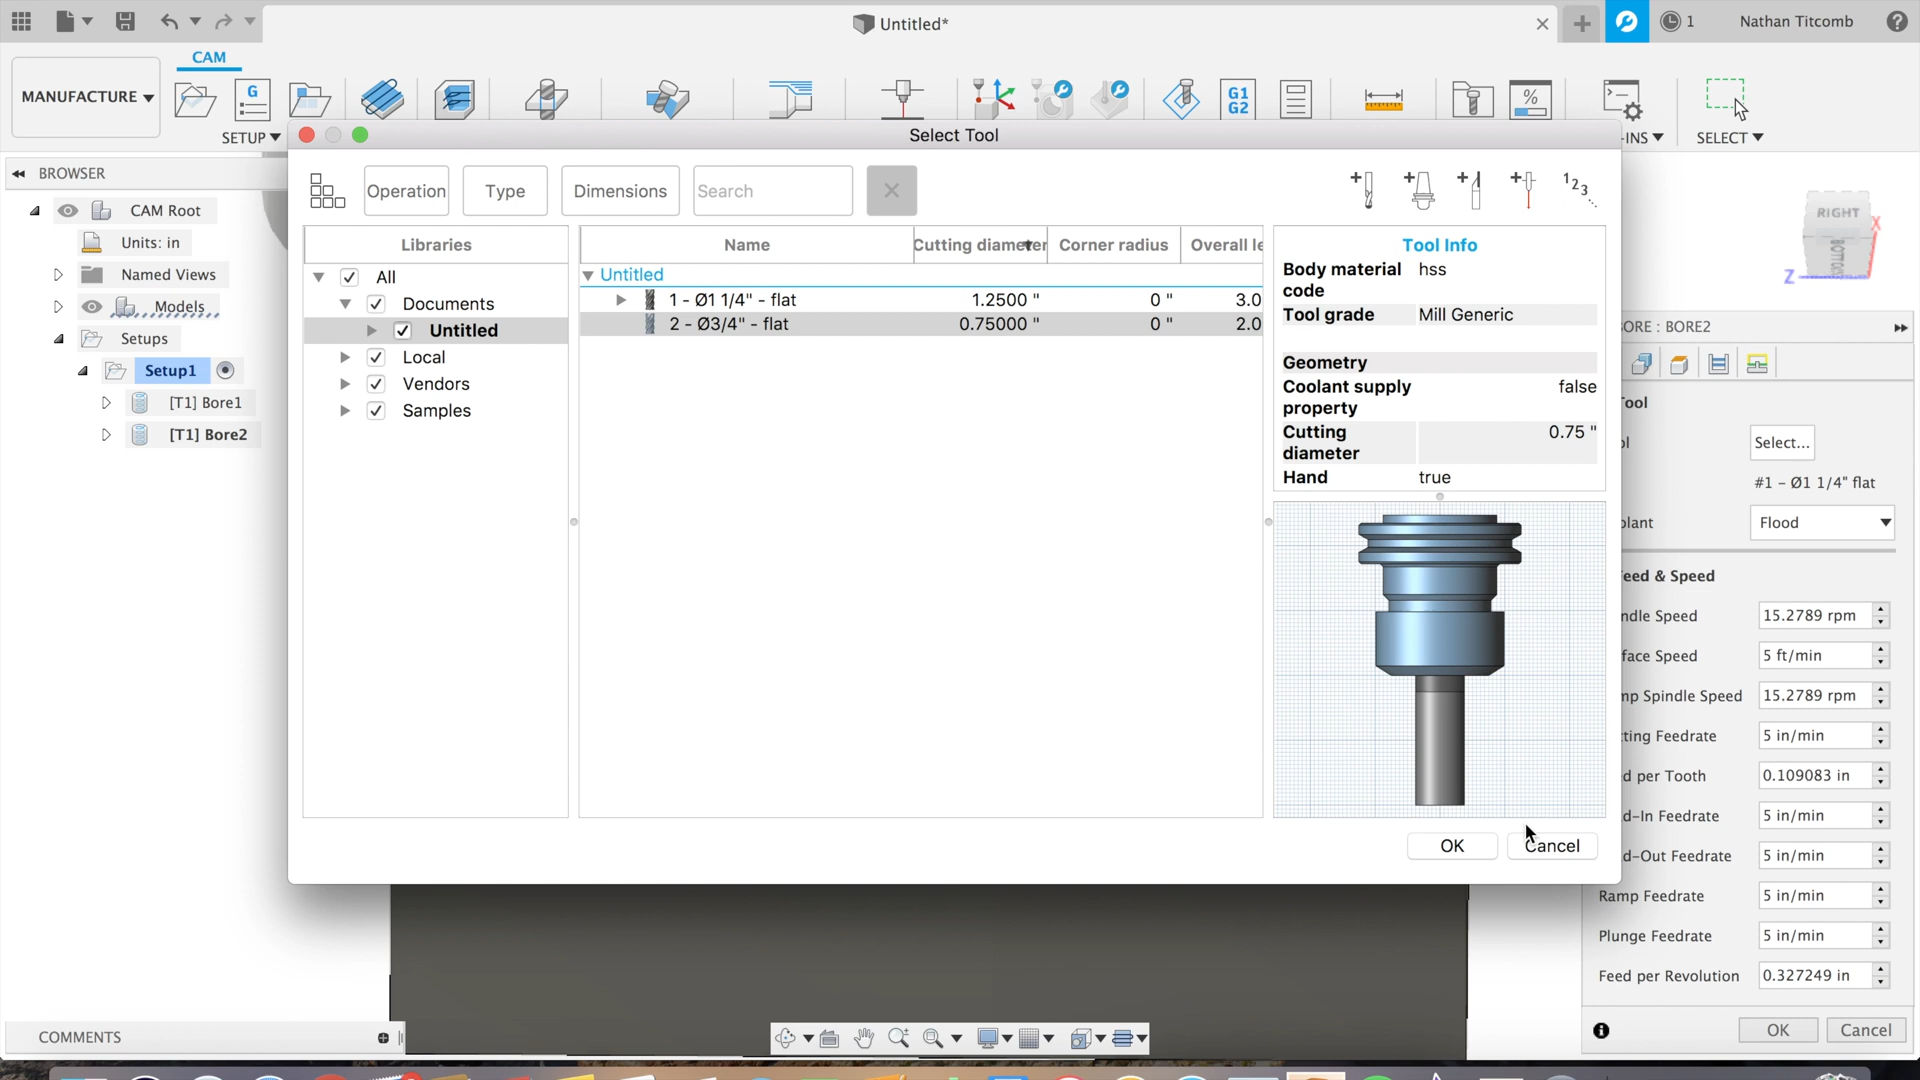 Untitled*
1
Nathan Titcomb
CAM
MANUFACTURE
G
G1
G2
%
SETUP
-INS
SELECT
Select Tool
BROWSER
CAM Root
Units: in
Named Views
Models
Setups
Setup1
[T1] Bore1
[T1] Bore2
Operation
Type
Dimensions
Search
123
Libraries
All
Documents
Untitled
Local
Vendors
Samples
Name
Cutting diameter
Corner radius
Overall le
Untitled
1 - Ø1 1/4" - flat
1.2500 "
0 "
3.0
2 - Ø3/4" - flat
0.75000 "
0 "
2.0
Tool Info
Body material code
hss
Tool grade
Mill Generic
Geometry
Coolant supply property
false
Cutting diameter
0.75 "
Hand
true
OK
Cancel
RIGHT
BOTTOM
X
Z
ORE : BORE2
ool
ol
Select...
#1 - Ø1 1/4" flat
olant
Flood
eed & Speed
ndle Speed
15.2789 rpm
face Speed
5 ft/min
mp Spindle Speed
15.2789 rpm
ting Feedrate
5 in/min
d per Tooth
0.109083 in
d-In Feedrate
5 in/min
d-Out Feedrate
5 in/min
Ramp Feedrate
5 in/min
Plunge Feedrate
5 in/min
Feed per Revolution
0.327249 in
OK
Cancel
COMMENTS